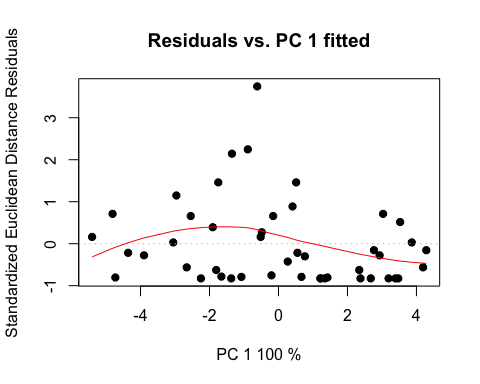 Residuals vs. PC 1 fitted
Standardized Euclidean Distance Residuals
3
2
1
0
-1
-4 -2 0 2 4
PC 1 100 %